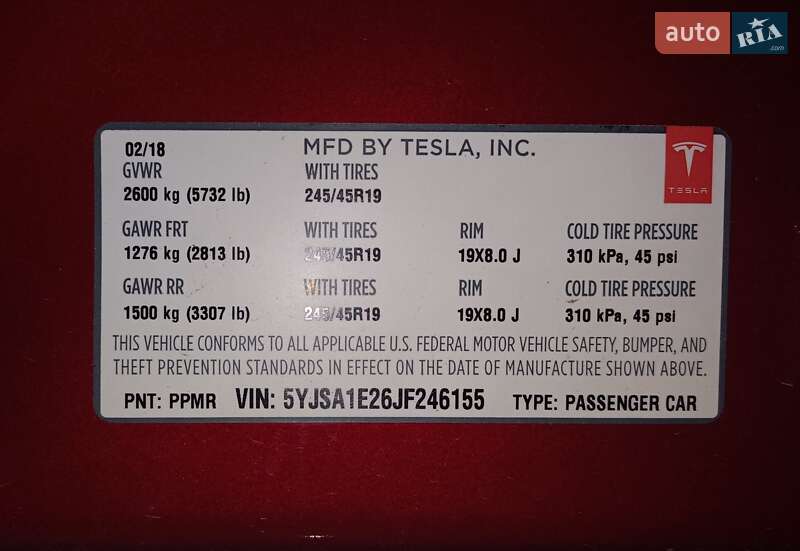 auto RIA.com
02/18 MFD BY TESLA, INC.
GVWR WITH TIRES
2600 kg (5732 lb) 245/45R19
TESLA
GAWR FRT WITH TIRES RIM COLD TIRE PRESSURE
1276 kg (2813 lb) 245/45R19 19X8.0 J 310 kPa, 45 psi
GAWR RR WITH TIRES RIM COLD TIRE PRESSURE
1500 kg (3307 lb) 245/45R19 19X8.0 J 310 kPa, 45 psi
THIS VEHICLE CONFORMS TO ALL APPLICABLE U.S. FEDERAL MOTOR VEHICLE SAFETY, BUMPER, AND
THEFT PREVENTION STANDARDS IN EFFECT ON THE DATE OF MANUFACTURE SHOWN ABOVE.
PNT: PPMR VIN: 5YJSA1E26JF246155 TYPE: PASSENGER CAR